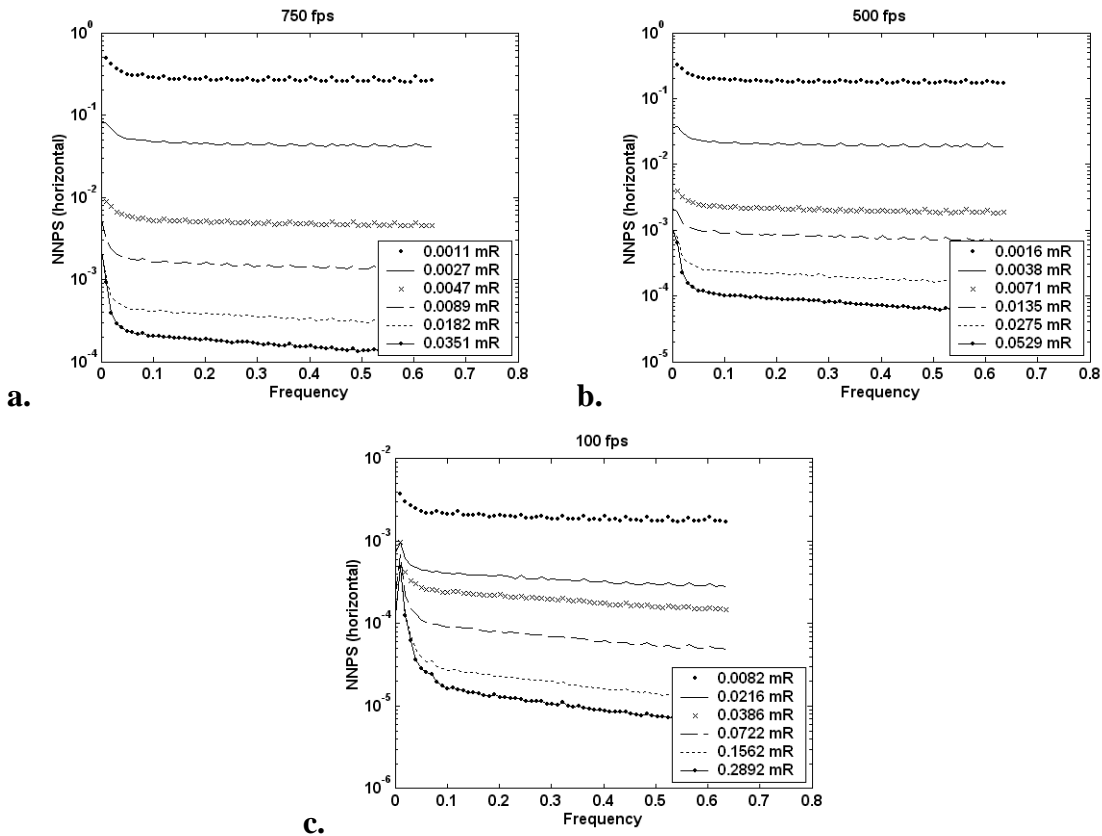 750 fps
10^0
10^-1
10^-2
10^-3
10^-4
NNPS (horizontal)
0 0.1 0.2 0.3 0.4 0.5 0.6 0.7 0.8
Frequency
0.0011 mR
0.0027 mR
0.0047 mR
0.0089 mR
0.0182 mR
0.0351 mR
a.
500 fps
10^0
10^-1
10^-2
10^-3
10^-4
10^-5
NNPS (horizontal)
0 0.1 0.2 0.3 0.4 0.5 0.6 0.7 0.8
Frequency
0.0016 mR
0.0038 mR
0.0071 mR
0.0135 mR
0.0275 mR
0.0529 mR
b.
100 fps
10^-2
10^-3
10^-4
10^-5
10^-6
NNPS (horizontal)
0 0.1 0.2 0.3 0.4 0.5 0.6 0.7 0.8
Frequency
0.0082 mR
0.0216 mR
0.0386 mR
0.0722 mR
0.1562 mR
0.2892 mR
c.